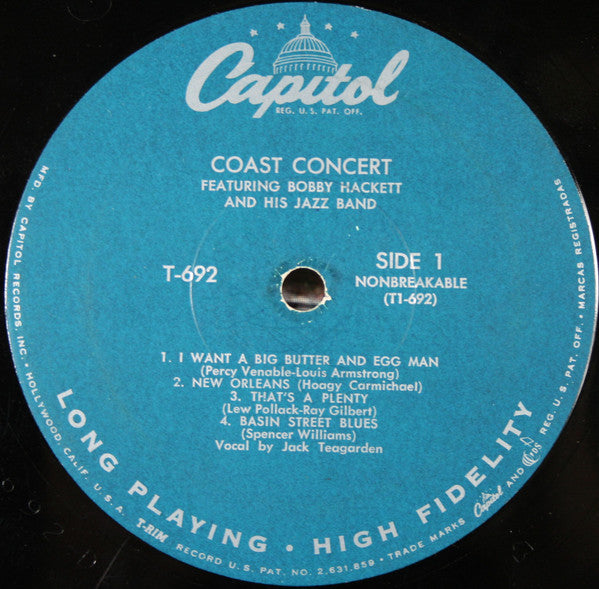 Capitol
REG. U.S. PAT. OFF.
COAST CONCERT
FEATURING BOBBY HACKETT
AND HIS JAZZ BAND
T-692
SIDE 1
NONBREAKABLE
(T1-692)
1. I WANT A BIG BUTTER AND EGG MAN
(Percy Venable-Louis Armstrong)
2. NEW ORLEANS (Hoagy Carmichael)
3. THAT'S A PLENTY
(Lew Pollack-Ray Gilbert)
4. BASIN STREET BLUES
(Spencer Williams)
Vocal by Jack Teagarden
LONG PLAYING • HIGH FIDELITY
MFD. BY CAPITOL RECORDS, INC. • HOLLYWOOD, CALIF. U.S.A. T-RIM RECORD U.S. PAT. NO. 2,631,859 • TRADE MARKS Capitol AND REG. U.S. PAT. OFF. • MARCAS REGISTRADAS